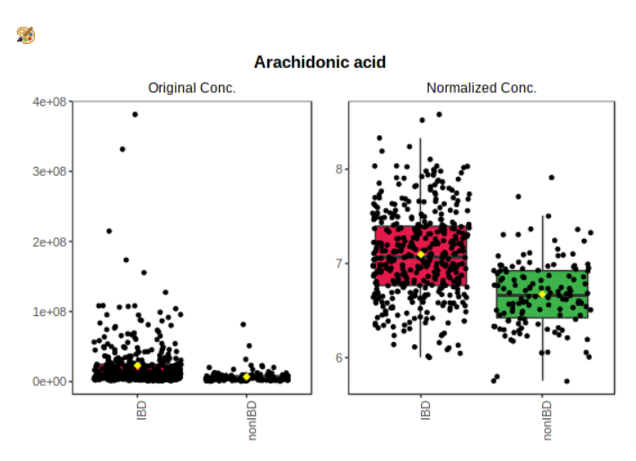 Arachidonic acid
Original Conc.
Normalized Conc.
4e+08
3e+08
2e+08
1e+08
0e+00
8
7
6
IBD
nonIBD
IBD
nonIBD